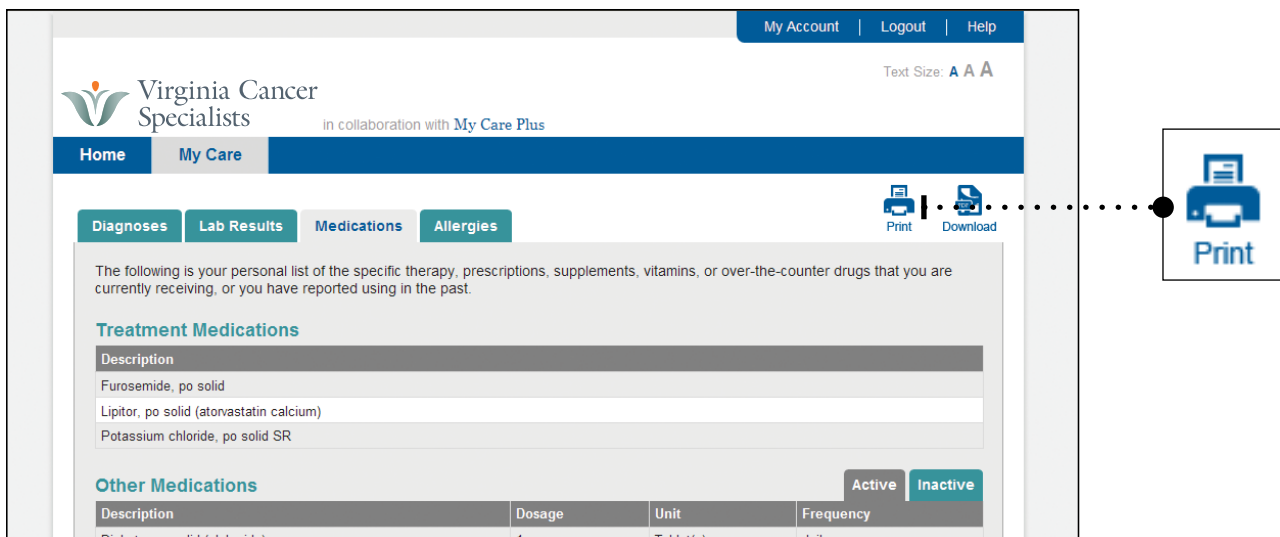 My Account | Logout | Help
Text Size: A A A
Virginia Cancer
Specialists
in collaboration with My Care Plus
Home My Care
Print Download
Print
Diagnoses Lab Results Medications Allergies
The following is your personal list of the specific therapy, prescriptions, supplements, vitamins, or over-the-counter drugs that you are
currently receiving, or you have reported using in the past.
Treatment Medications
Description
Furosemide, po solid
Lipitor, po solid (atorvastatin calcium)
Potassium chloride, po solid SR
Other Medications
Active Inactive
Description Dosage Unit Frequency